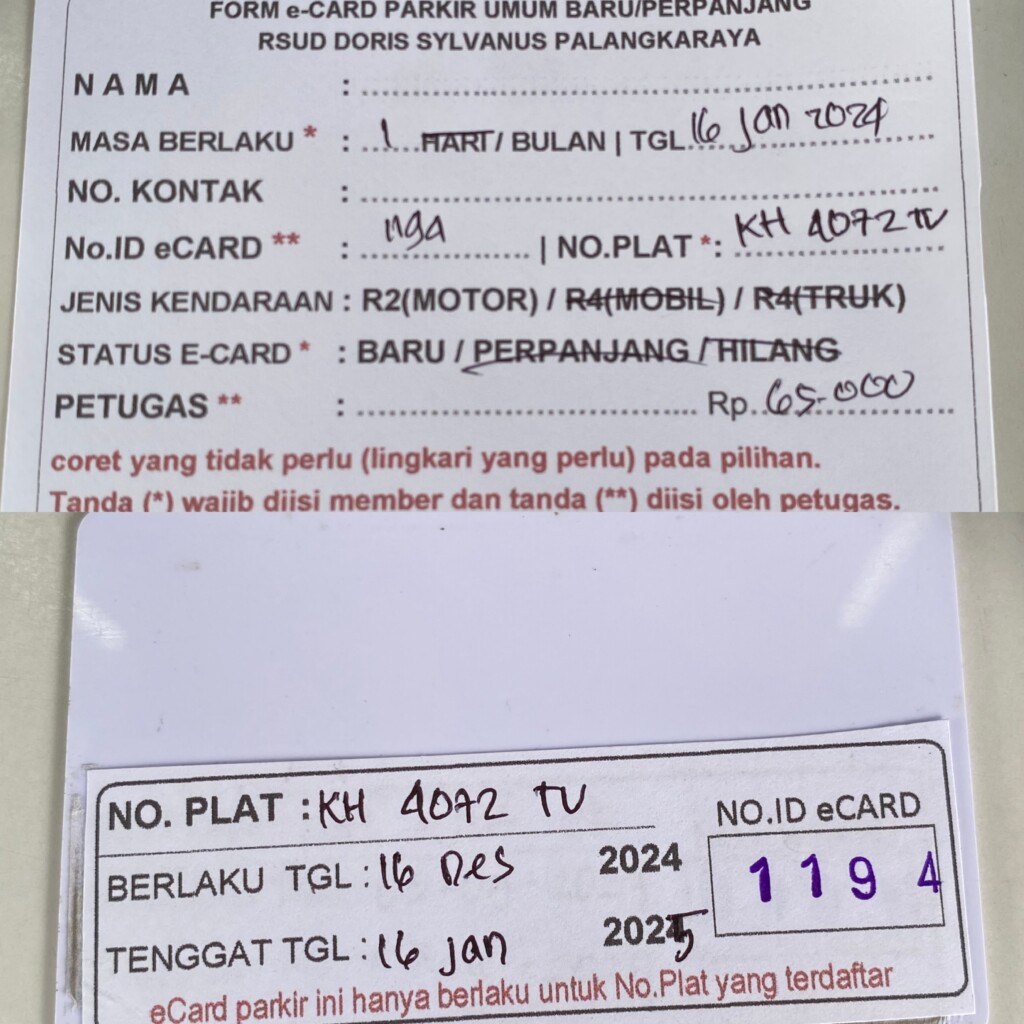 FORM e-CARD PARKIR UMUM BARU/PERPANJANG
RSUD DORIS SYLVANUS PALANGKARAYA
N A M A : ....................
MASA BERLAKU * : ...1... HARI / BULAN | TGL. 16 Jan 2024
NO. KONTAK : ....................
No.ID eCARD ** : ........ | NO.PLAT *: KH 4072 TU
JENIS KENDARAAN : R2(MOTOR) / R4(MOBIL) / R4(TRUK)
STATUS E-CARD * : BARU / PERPANJANG / HILANG
PETUGAS ** : .................... Rp. 65.000
coret yang tidak perlu (lingkari yang perlu) pada pilihan.
Tanda (*) wajib diisi member dan tanda (**) diisi oleh petugas.
NO. PLAT : KH 4072 TU
NO.ID eCARD
1194
BERLAKU TGL : 16 Des 2024
TENGGAT TGL : 16 jan 2025
eCard parkir ini hanya berlaku untuk No.Plat yang terdaftar